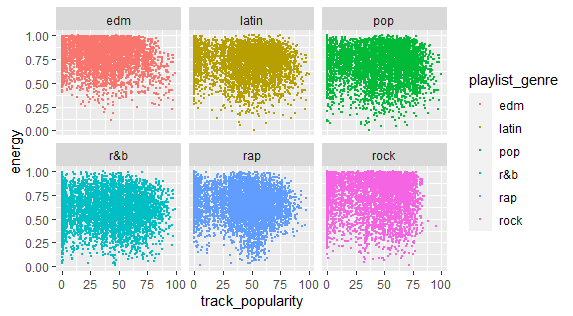 edm latin pop
1.00
0.75
0.50
0.25
0.00
r&b rap rock
1.00
0.75
0.50
0.25
0.00
0 25 50 75 100 0 25 50 75 100 0 25 50 75 100
track_popularity
energy
playlist_genre
edm
latin
pop
r&b
rap
rock